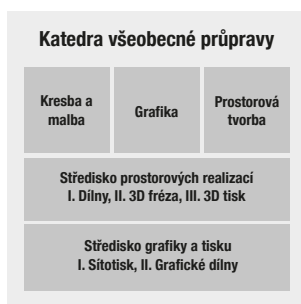 Katedra všeobecné průpravy
Kresba a
malba
Grafika
Prostorová
tvorba
Středisko prostorových realizací
I. Dílny, II. 3D fréza, III. 3D tisk
Středisko grafiky a tisku
I. Sítotisk, II. Grafické dílny